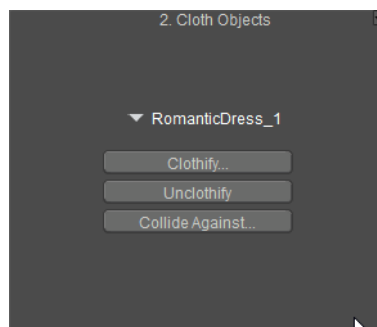 2. Cloth Objects
RomanticDress_1
Clothify...
Unclothify
Collide Against...